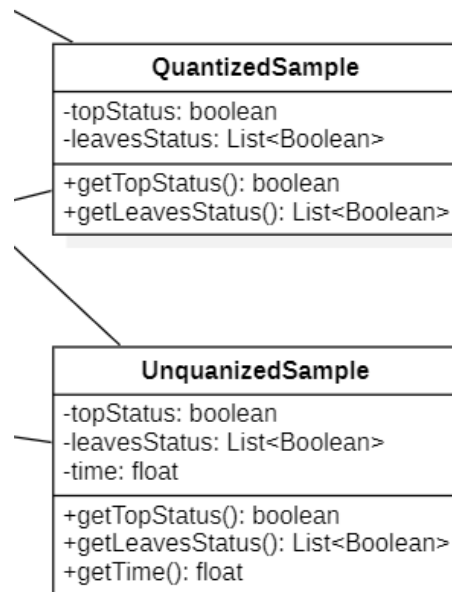 QuantizedSample
-topStatus: boolean
-leavesStatus: List<Boolean>
+getTopStatus(): boolean
+getLeavesStatus(): List<Boolean>
UnquanizedSample
-topStatus: boolean
-leavesStatus: List<Boolean>
-time: float
+getTopStatus(): boolean
+getLeavesStatus(): List<Boolean>
+getTime(): float